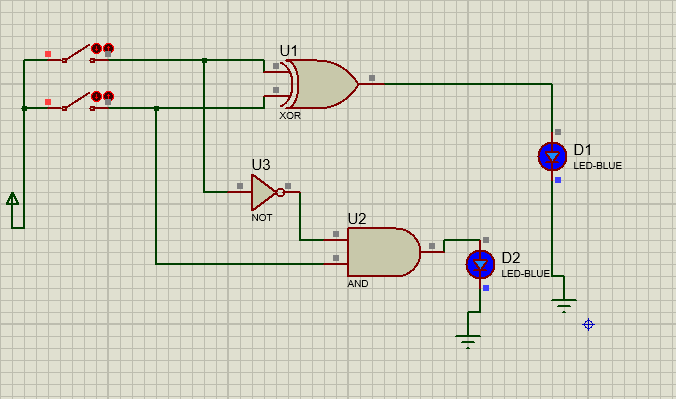 U1
XOR
D1
LED-BLUE
U3
NOT
U2
AND
D2
LED-BLUE